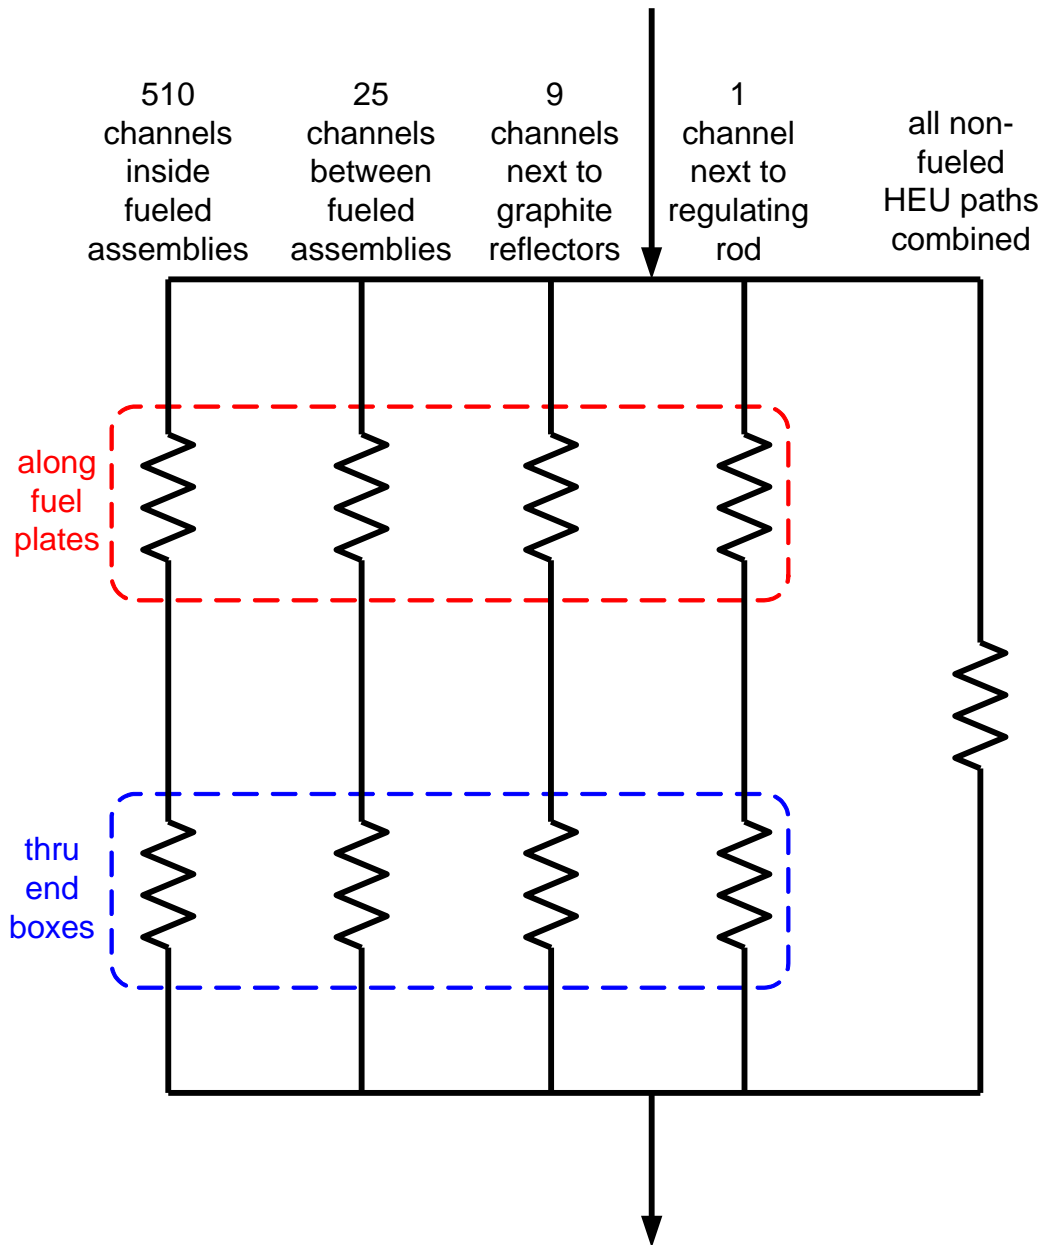 510
channels
inside
fueled
assemblies
25
channels
between
fueled
assemblies
9
channels
next to
graphite
reflectors
1
channel
next to
regulating
rod
all non-
fueled
HEU paths
combined
along
fuel
plates
thru
end
boxes